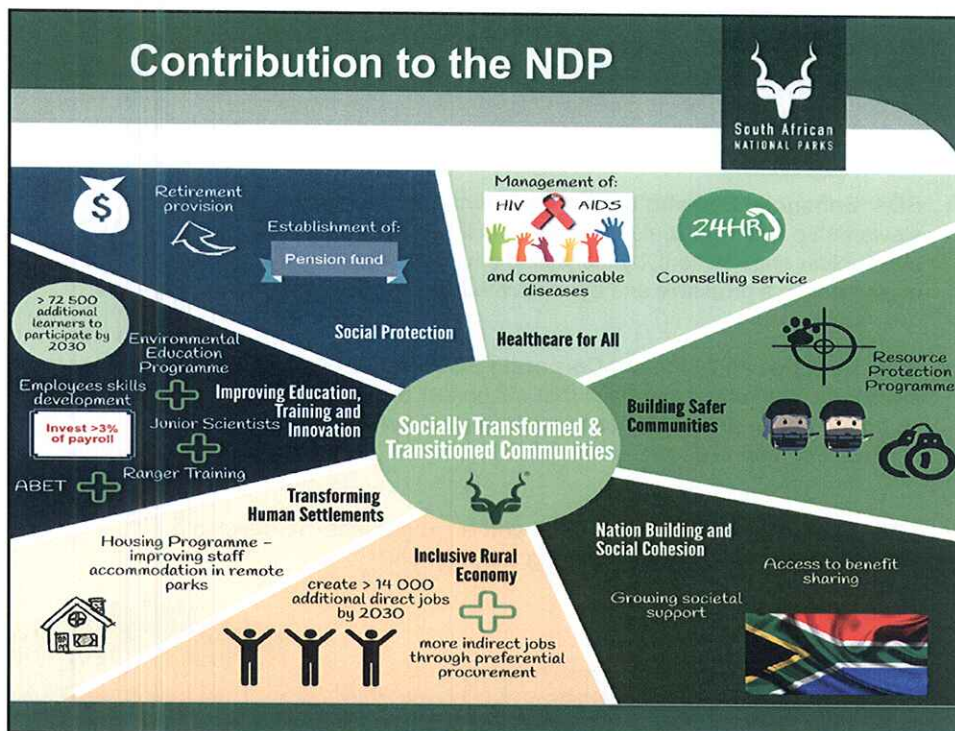 Contribution to the NDP
South African
NATIONAL PARKS
$
Retirement
provision
Establishment of:
Pension fund
Social Protection
Management of:
HIV AIDS
and communicable
diseases
24HR
Counselling service
Healthcare for All
Resource
Protection
Programme
Building Safer
Communities
Nation Building and
Social Cohesion
Access to benefit
sharing
Growing societal
support
Inclusive Rural
Economy
create > 14 000
additional direct jobs
by 2030
more indirect jobs
through preferential
procurement
Transforming
Human Settlements
Housing Programme –
improving staff
accommodation in remote
parks
> 72 500
additional
learners to
participate by
2030
Environmental
Education
Programme
Employees skills
development
Invest >3%
of payroll
Junior Scientists
ABET
Ranger Training
Improving Education,
Training and
Innovation
Socially Transformed &
Transitioned Communities